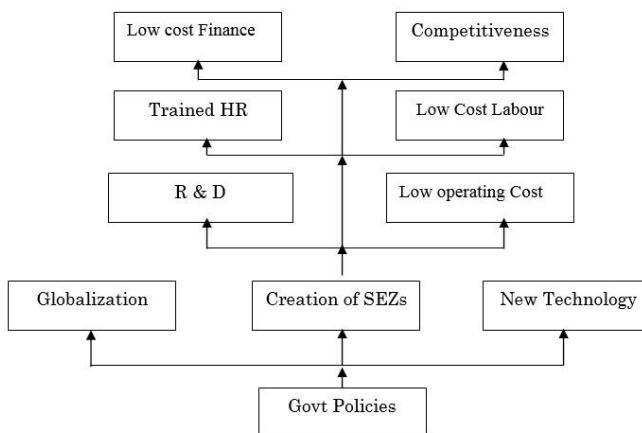 Low cost Finance
Competitiveness
Trained HR
Low Cost Labour
R & D
Low operating Cost
Globalization
Creation of SEZs
New Technology
Govt Policies